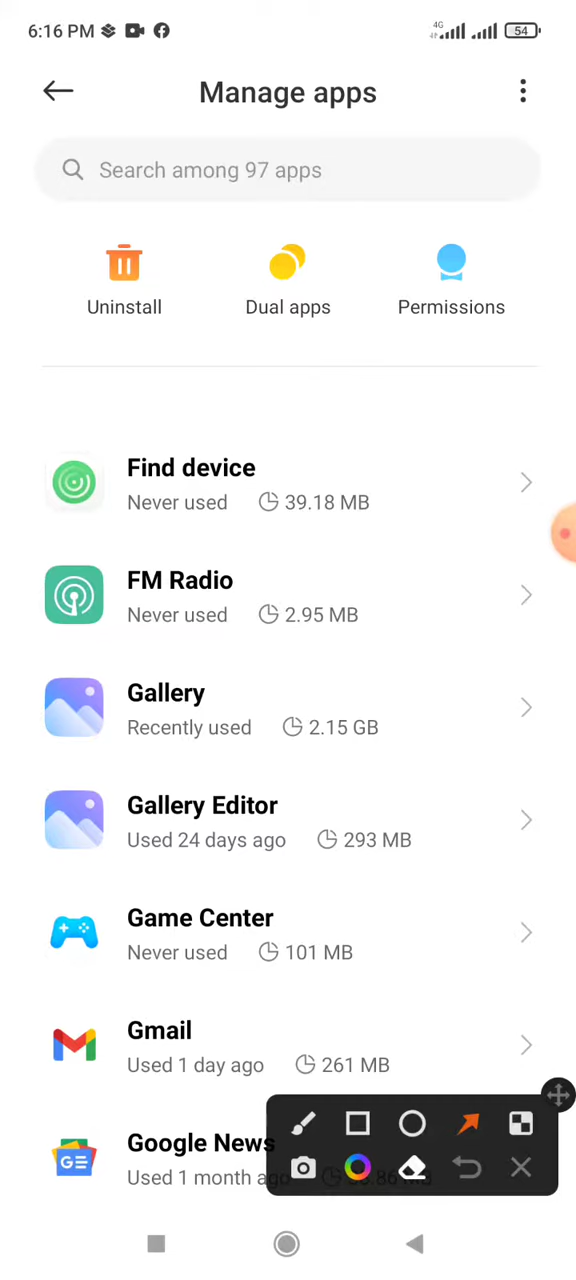 6:16 PM
4G
54
Manage apps
Search among 97 apps
Uninstall
Dual apps
Permissions
Find device
Never used 39.18 MB
FM Radio
Never used 2.95 MB
Gallery
Recently used 2.15 GB
Gallery Editor
Used 24 days ago 293 MB
Game Center
Never used 101 MB
Gmail
Used 1 day ago 261 MB
GE
Google News
Used 1 month ago